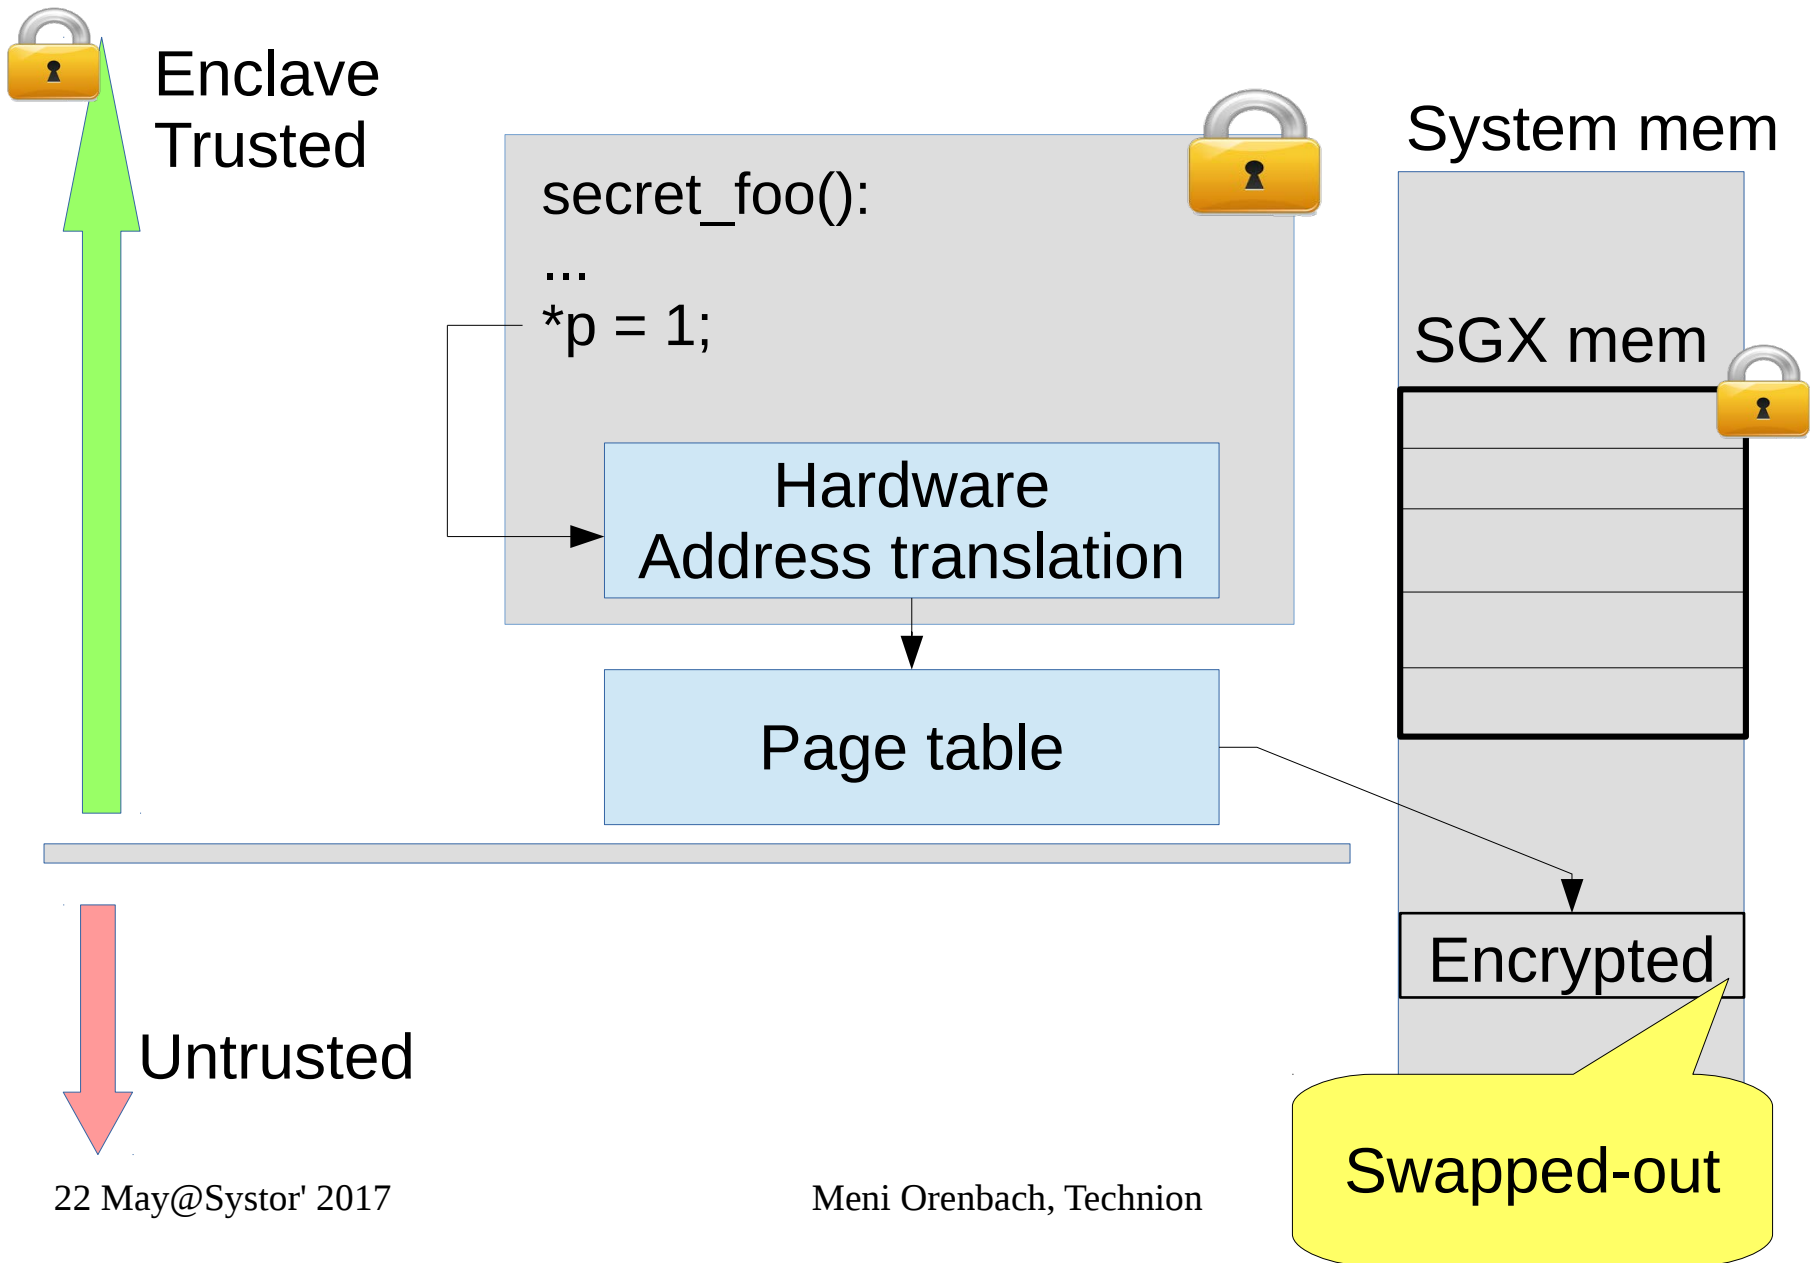 Enclave
Trusted
secret_foo():
...
*p = 1;
Hardware
Address translation
Page table
System mem
SGX mem
Encrypted
Swapped-out
Untrusted
22 May@Systor' 2017
Meni Orenbach, Technion